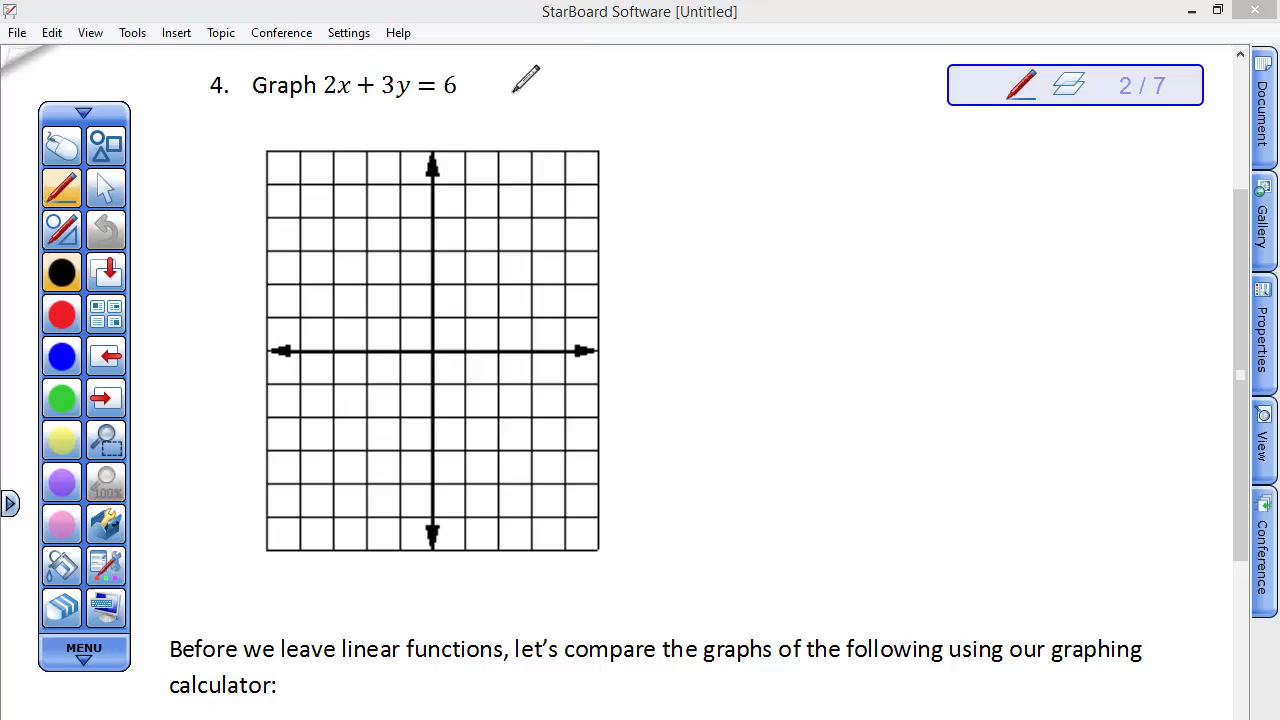 StarBoard Software [Untitled]
File Edit View Tools Insert Topic Conference Settings Help
4. Graph 2x + 3y = 6
2 / 7
Document
Gallery
Properties
View
Conference
100%
MENU
Before we leave linear functions, let’s compare the graphs of the following using our graphing
calculator: